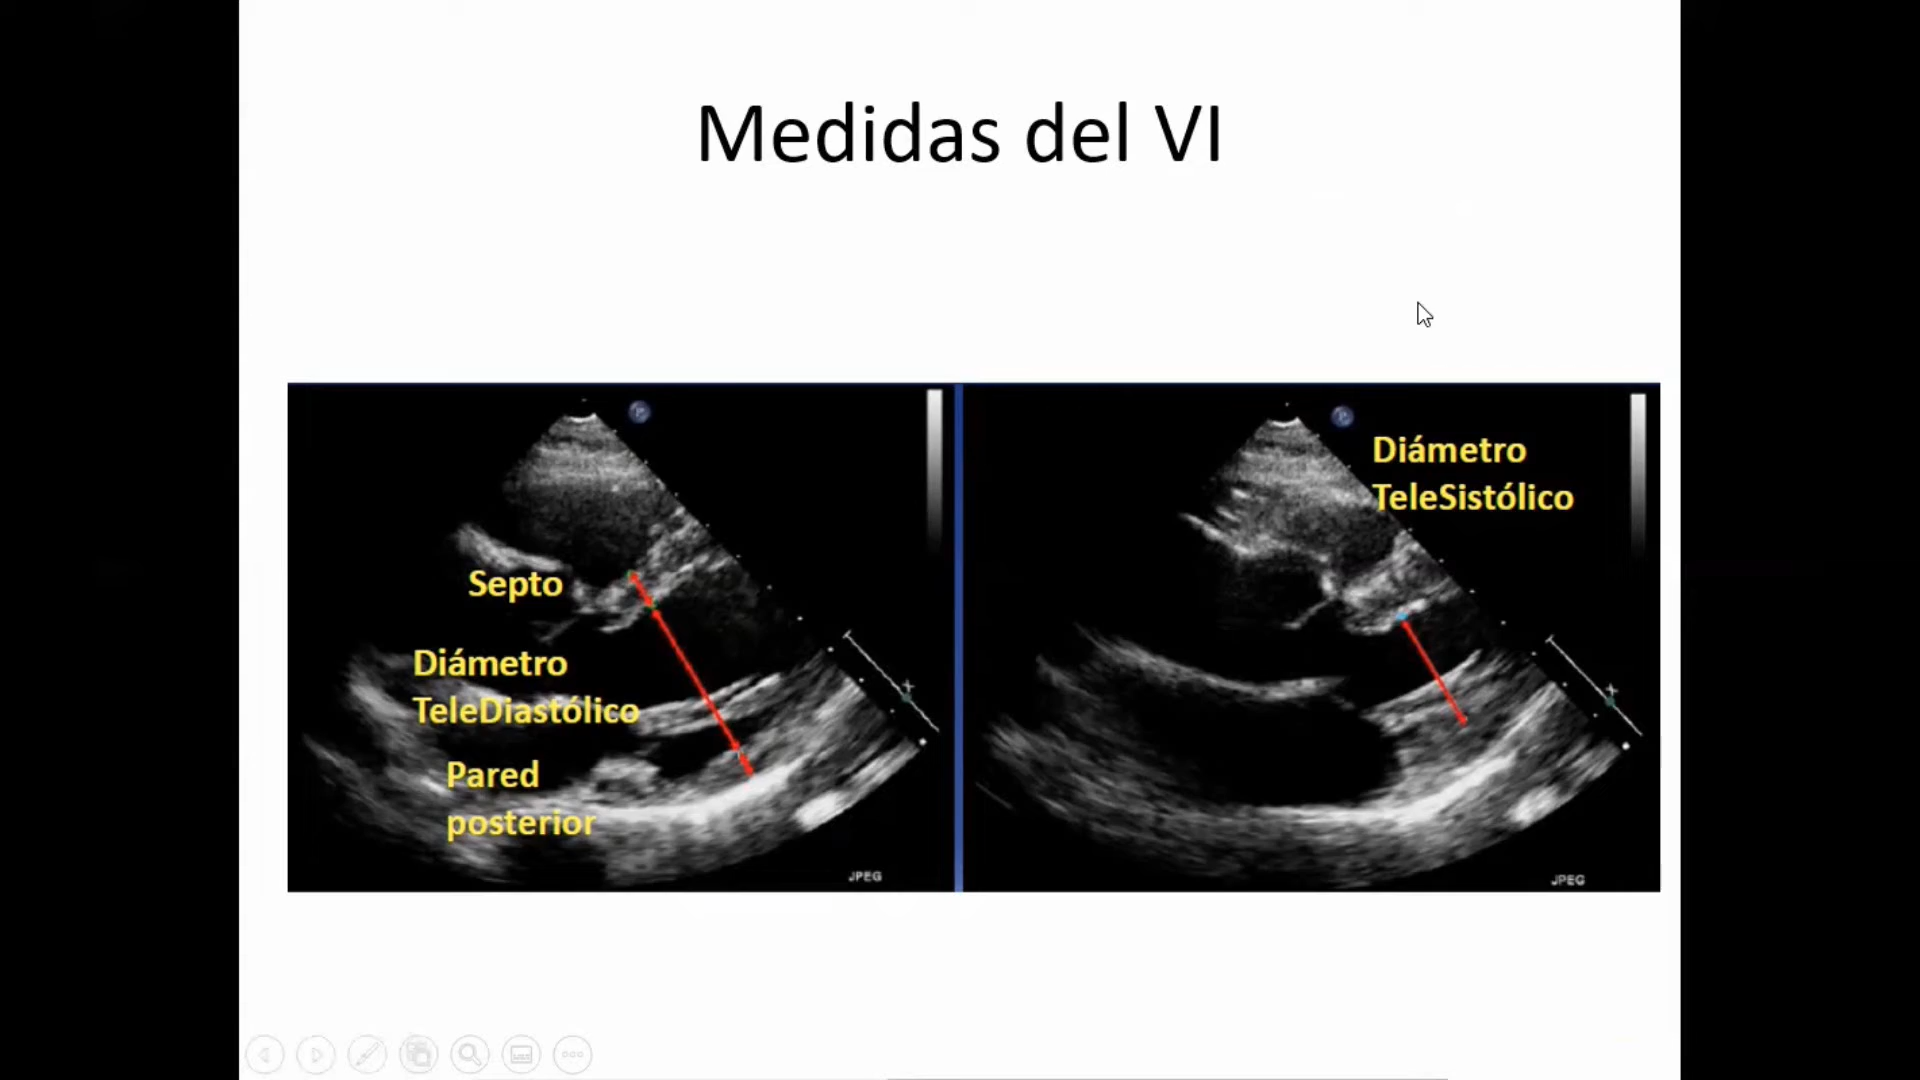 Medidas del VI
P
Septo
Diámetro
TeleDiastólico
Pared
posterior
JPEG
P
Diámetro
TeleSistólico
JPEG